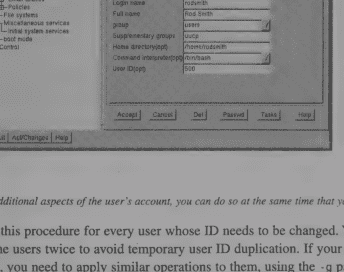 Policies
File systems
Miscellaneous services
Initial system services
boot mode
Control
Login name rodsmith
Full name Rod Smith
group users
Supplementary groups
Home directory(opt) /home/rodsmith
Command interpreter(opt) /bin/bash
User ID(opt) 500
Accept Cancel Del Passwd Tasks Help
Act/Changes Help
dditional aspects of the user's account, you can do so at the same time that y
this procedure for every user whose ID needs to be changed.
e users twice to avoid temporary user ID duplication. If your
, you need to apply similar operations to them, using the -g p